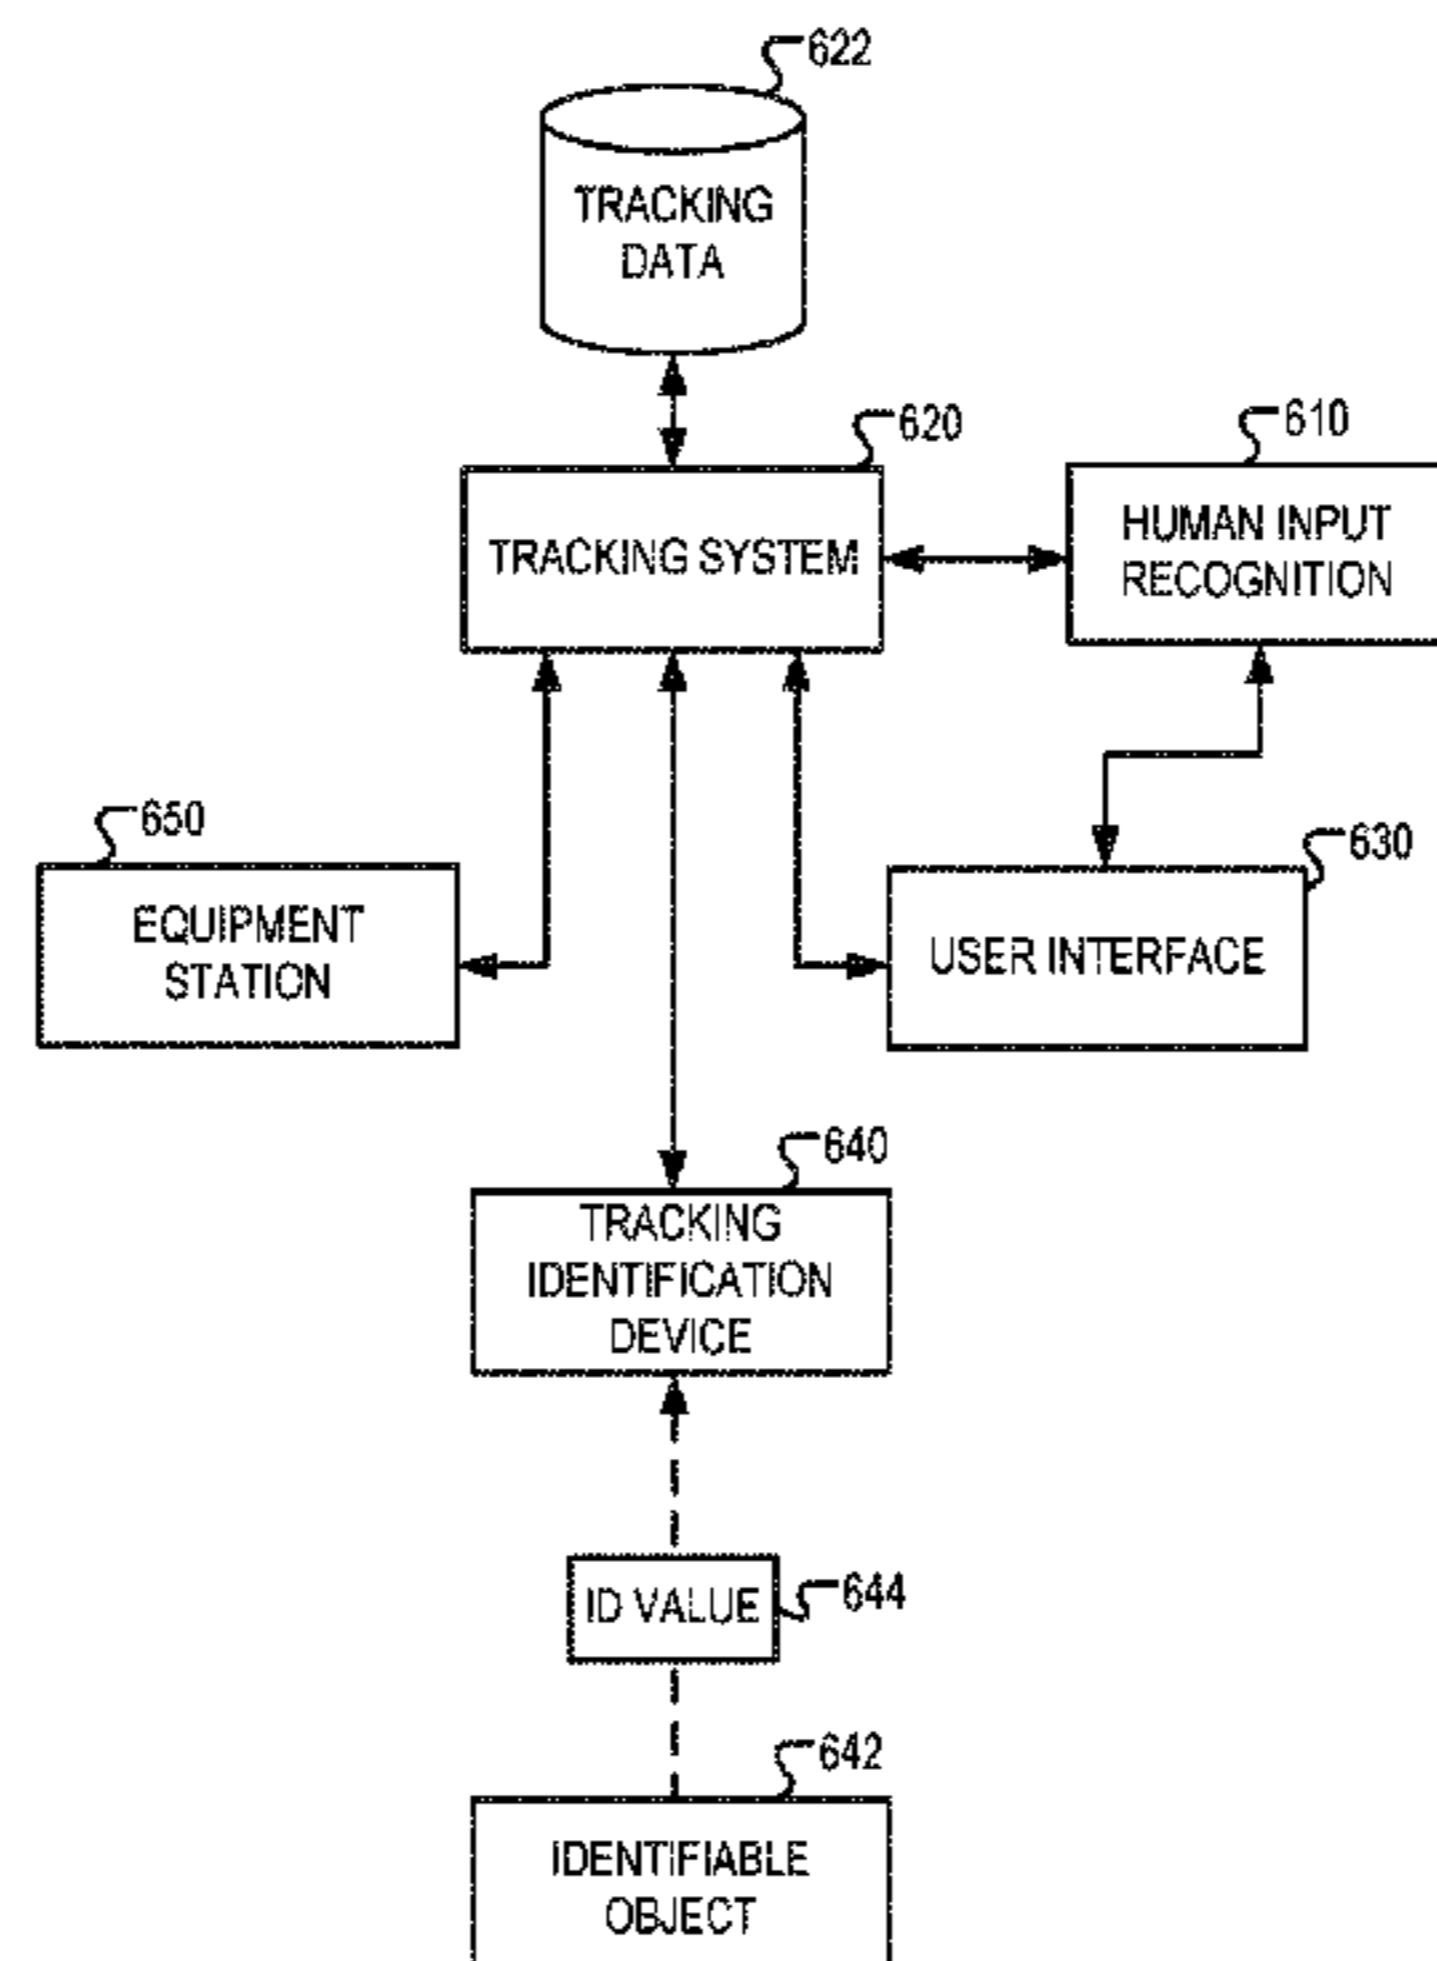 622
TRACKING
DATA
620
610
TRACKING SYSTEM
HUMAN INPUT
RECOGNITION
650
630
EQUIPMENT
STATION
USER INTERFACE
640
TRACKING
IDENTIFICATION
DEVICE
ID VALUE
644
642
IDENTIFIABLE
OBJECT